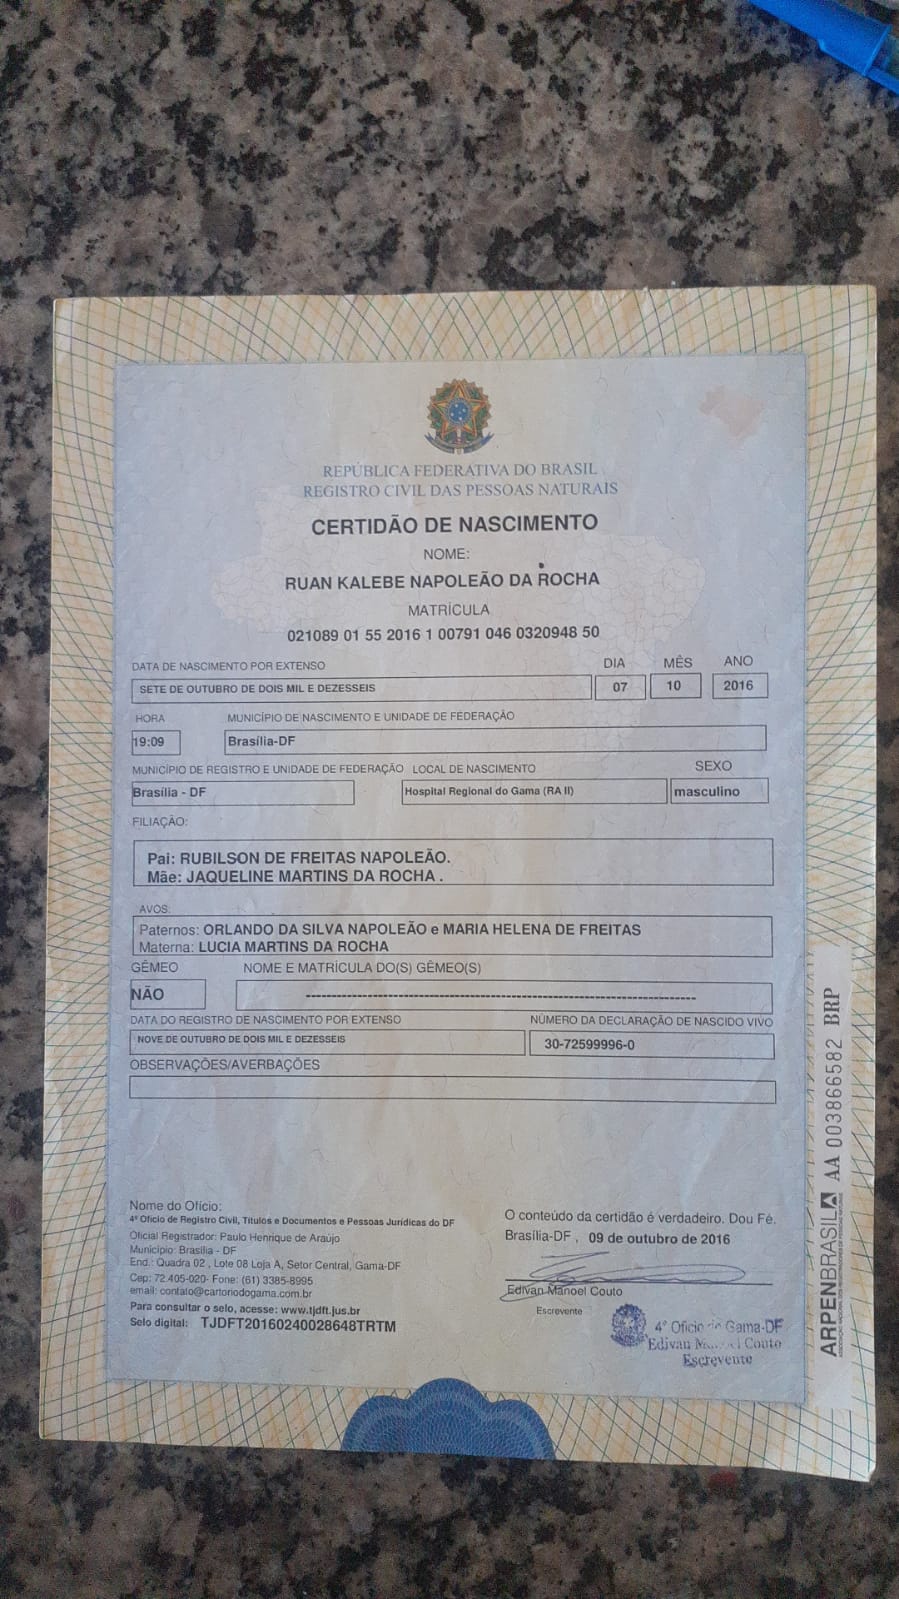 REPÚBLICA FEDERATIVA DO BRASIL
REGISTRO CIVIL DAS PESSOAS NATURAIS
CERTIDÃO DE NASCIMENTO
NOME:
RUAN KALEBE NAPOLEÃO DA ROCHA
MATRÍCULA
021089 01 55 2016 1 00791 046 0320948 50
DATA DE NASCIMENTO POR EXTENSO DIA MÊS ANO
SETE DE OUTUBRO DE DOIS MIL E DEZESSEIS 07 10 2016
HORA MUNICÍPIO DE NASCIMENTO E UNIDADE DE FEDERAÇÃO
19:09 Brasília-DF
MUNICÍPIO DE REGISTRO E UNIDADE DE FEDERAÇÃO LOCAL DE NASCIMENTO SEXO
Brasília - DF Hospital Regional do Gama (RA II) masculino
FILIAÇÃO:
Pai: RUBILSON DE FREITAS NAPOLEÃO.
Mãe: JAQUELINE MARTINS DA ROCHA .
AVÓS:
Paternos: ORLANDO DA SILVA NAPOLEÃO e MARIA HELENA DE FREITAS
Materna: LUCIA MARTINS DA ROCHA
GÊMEO NOME E MATRÍCULA DO(S) GÊMEO(S)
NÃO ------------------------------------------------------------------------------
DATA DO REGISTRO DE NASCIMENTO POR EXTENSO NÚMERO DA DECLARAÇÃO DE NASCIDO VIVO
NOVE DE OUTUBRO DE DOIS MIL E DEZESSEIS 30-72599996-0
OBSERVAÇÕES/AVERBAÇÕES
Nome do Ofício:
4º Ofício de Registro Civil, Títulos e Documentos e Pessoas Jurídicas do DF
Oficial Registrador: Paulo Henrique de Araújo
Município: Brasília - DF
End.: Quadra 02 , Lote 08 Loja A, Setor Central, Gama-DF
Cep: 72.405-020- Fone: (61) 3385-8995
email: contato@cartoriodogama.com.br
Para consultar o selo, acesse: www.tjdft.jus.br
Selo digital: TJDFT20160240028648TRTM
O conteúdo da certidão é verdadeiro. Dou Fé.
Brasília-DF , 09 de outubro de 2016
Edivan Manoel Couto
Escrevente
4º Ofício do Gama-DF
Edivan Couto
Escrevente
ARPENBRASIL AA 003866582 BRP